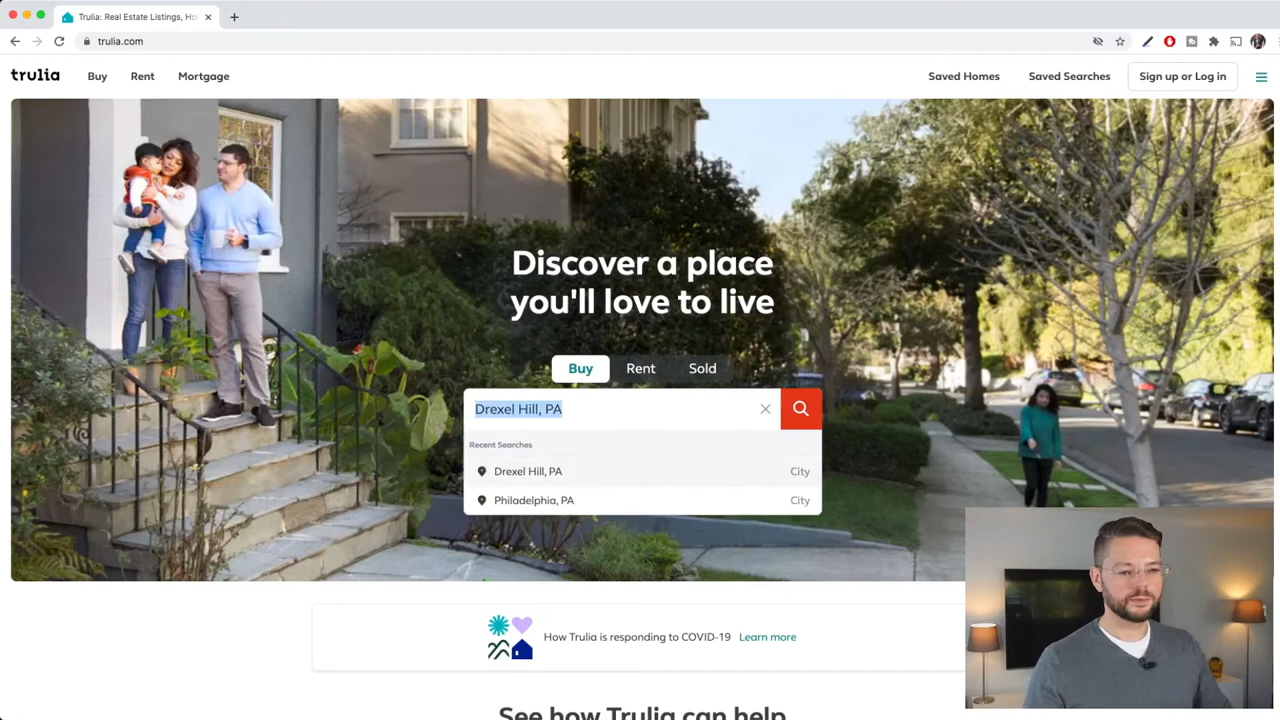 Trulia: Real Estate Listings, Ho
trulia.com
trulia
Buy
Rent
Mortgage
Saved Homes
Saved Searches
Sign up or Log in
Discover a place
you'll love to live
Buy
Rent
Sold
Drexel Hill, PA
Recent Searches
Drexel Hill, PA
City
Philadelphia, PA
City
How Trulia is responding to COVID-19 Learn more
See how Trulia can help